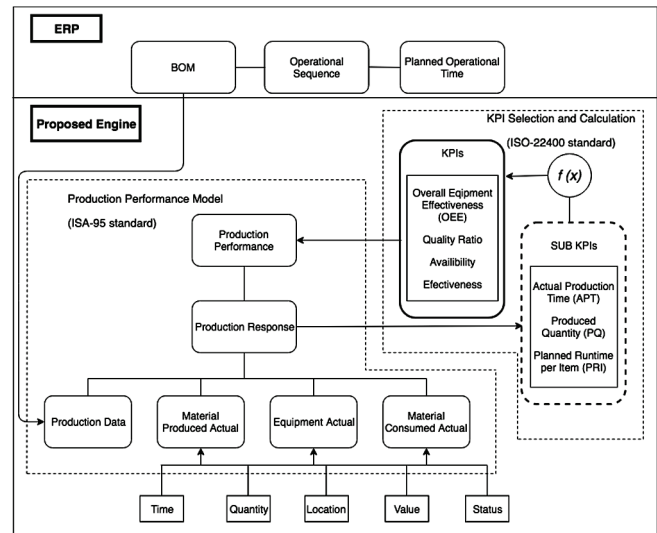 ERP
BOM
Operational
Sequence
Planned Operational
Time
Proposed Engine
KPI Selection and Calculation
(ISO-22400 standard)
KPIs
f (x)
Overall Eqipment
Effectiveness
(OEE)
Quality Ratio
Availibility
Effectiveness
SUB KPIs
Actual Production
Time (APT)
Produced
Quantity (PQ)
Planned Runtime
per Item (PRI)
Production Performance Model
(ISA-95 standard)
Production
Performance
Production Response
Production Data
Material
Produced Actual
Equipment Actual
Material
Consumed Actual
Time
Quantity
Location
Value
Status